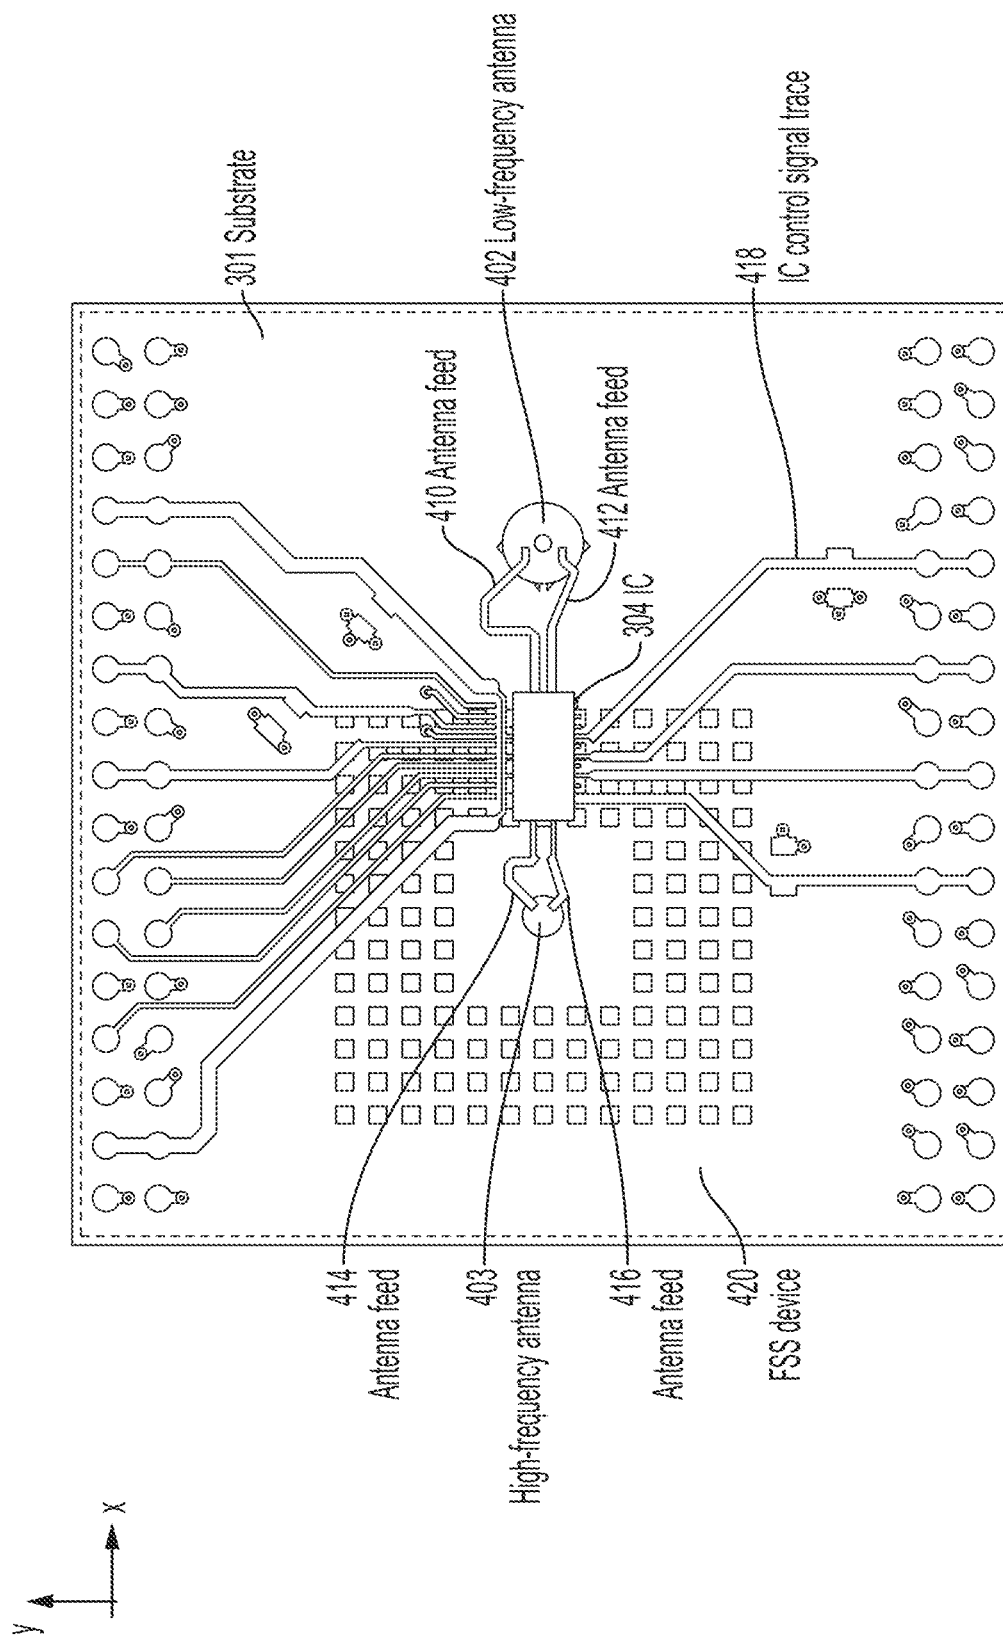 301 Substrate
402 Low-frequency antenna
410 Antenna feed
412 Antenna feed
304 IC
418
IC control signal trace
414
Antenna feed
403
High-frequency antenna
416
Antenna feed
420
FSS device
y
x